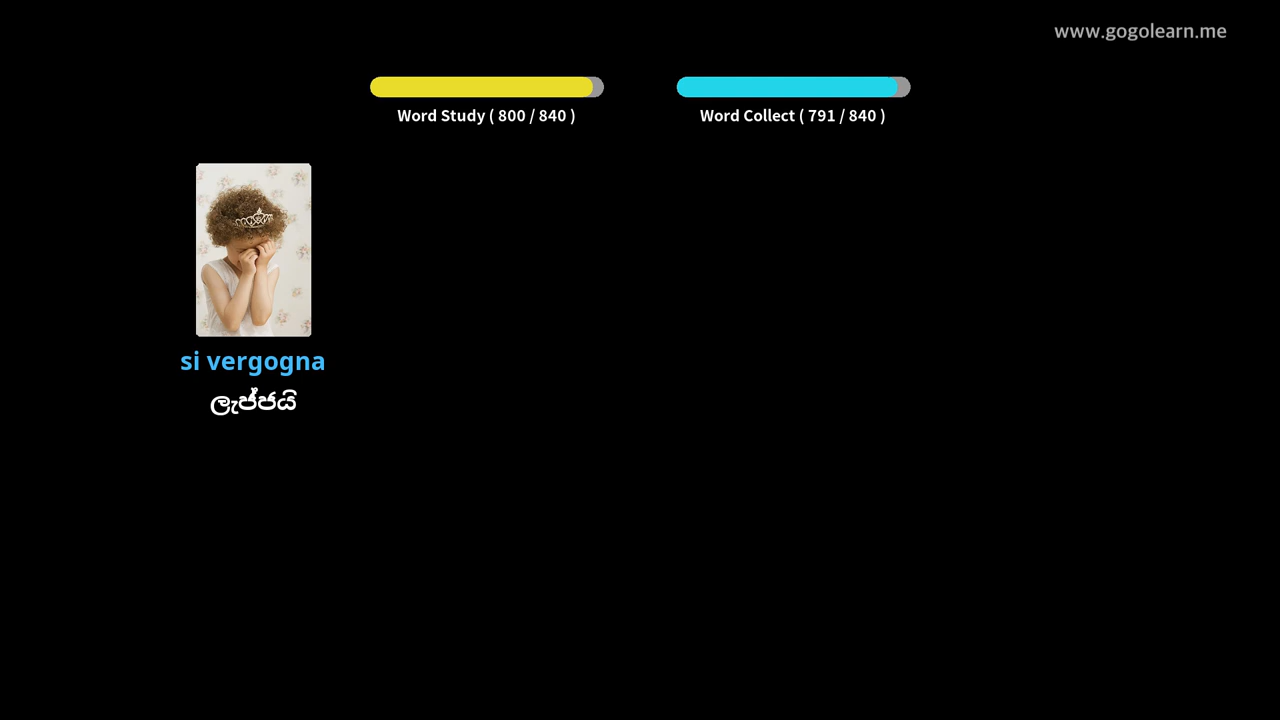 www.gogolearn.me
Word Study ( 800 / 840 )
Word Collect ( 791 / 840 )
si vergogna
ලැජ්ජයි